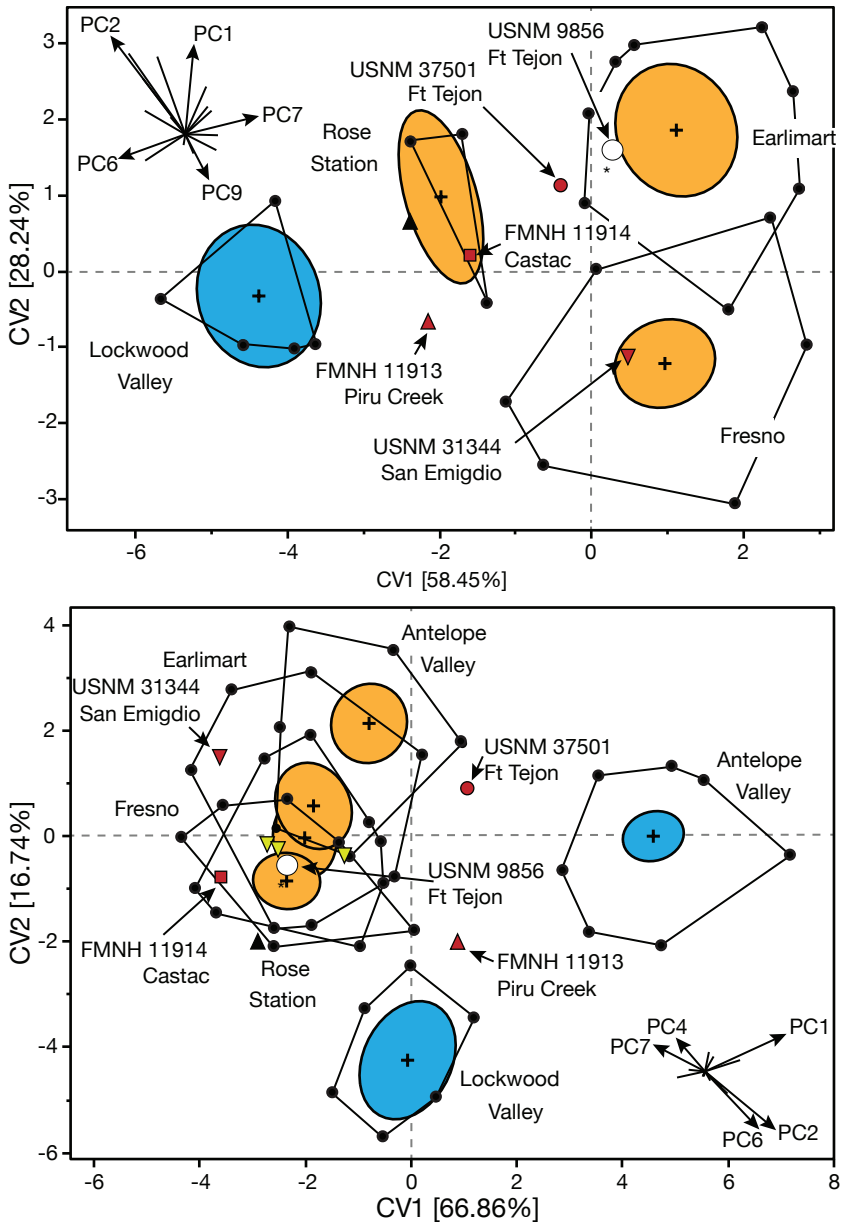 PC2
PC1
PC7
PC6
PC9
USNM 9856
Ft Tejon
USNM 37501
Ft Tejon
Rose
Station
Earlimart
*
FMNH 11914
Castac
Lockwood
Valley
FMNH 11913
Piru Creek
USNM 31344
San Emigdio
Fresno
3
2
1
0
-1
-2
-3
CV2 [28.24%]
-6
-4
-2
0
2
CV1 [58.45%]
Antelope
Valley
Earlimart
USNM 31344
San Emigdio
USNM 37501
Ft Tejon
Antelope
Valley
Fresno
*
USNM 9856
Ft Tejon
FMNH 11914
Castac
Rose
Station
FMNH 11913
Piru Creek
Lockwood
Valley
PC4
PC1
PC7
PC6
PC2
4
2
0
-2
-4
-6
CV2 [16.74%]
-6
-4
-2
0
2
4
6
8
CV1 [66.86%]